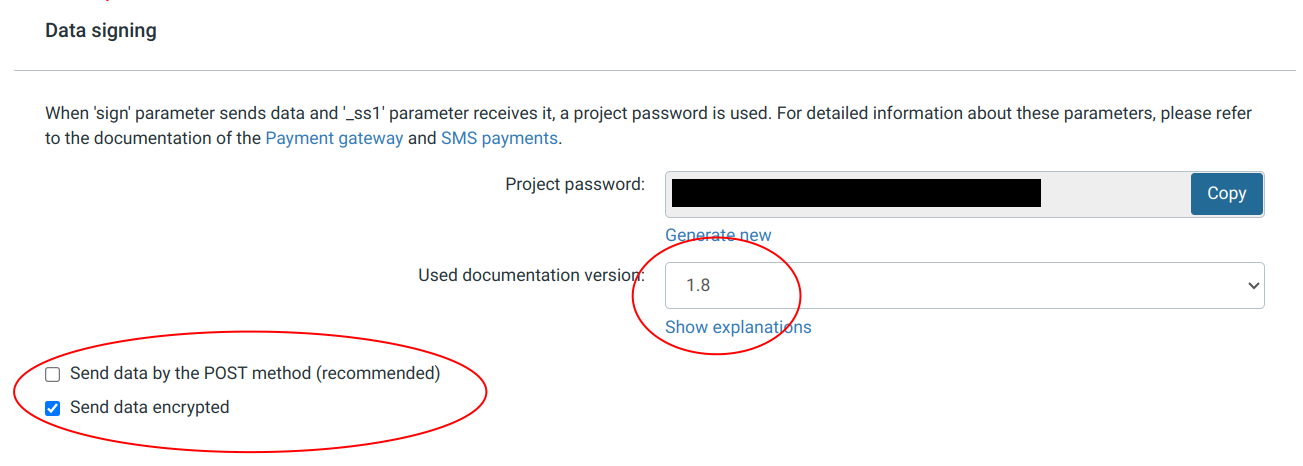 Data signing
When 'sign' parameter sends data and '_ss1' parameter receives it, a project password is used. For detailed information about these parameters, please refer
to the documentation of the Payment gateway and SMS payments.
Project password:
Copy
Generate new
Used documentation version:
1.8
Show explanations
Send data by the POST method (recommended)
Send data encrypted